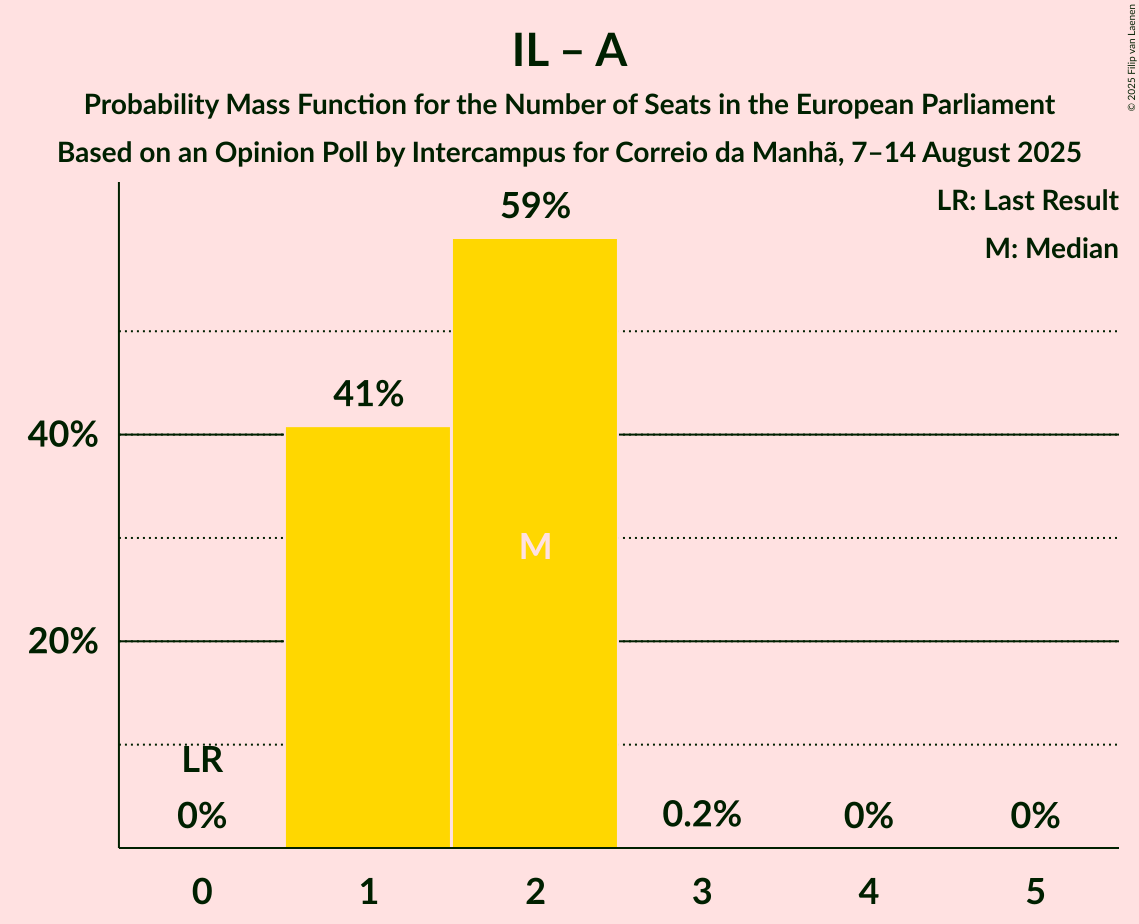 IL – A
Probability Mass Function for the Number of Seats in the European Parliament
Based on an Opinion Poll by Intercampus for Correio da Manhã, 7–14 August 2025
© 2025 Filip van Laenen
LR: Last Result
M: Median
59%
41%
40%
M
20%
LR
0%
0.2%
0%
0%
0 1 2 3 4 5